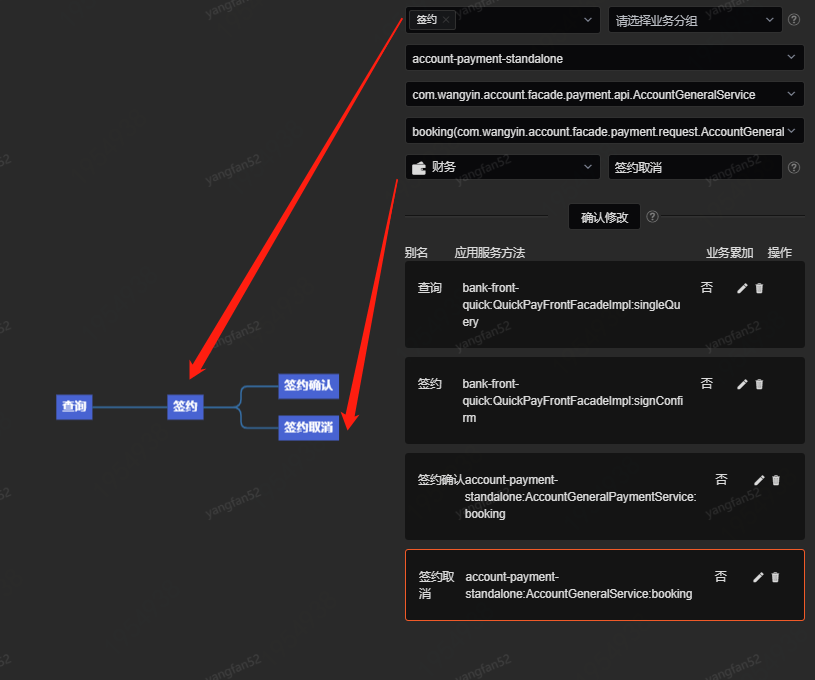 签约 ×
请选择业务分组
account-payment-standalone
com.wangyin.account.facade.payment.api.AccountGeneralService
booking(com.wangyin.account.facade.payment.request.AccountGeneral
财务
签约取消
确认修改
别名
应用服务方法
业务累加
操作
查询
bank-front-
quick:QuickPayFrontFacadeImpl:singleQu
ery
否
签约
bank-front-
quick:QuickPayFrontFacadeImpl:signConfi
rm
否
签约确认
account-payment-
standalone:AccountGeneralPaymentService:
booking
否
签约取
消
account-payment-
standalone:AccountGeneralService:booking
否
查询
签约
签约确认
签约取消
yangfan52